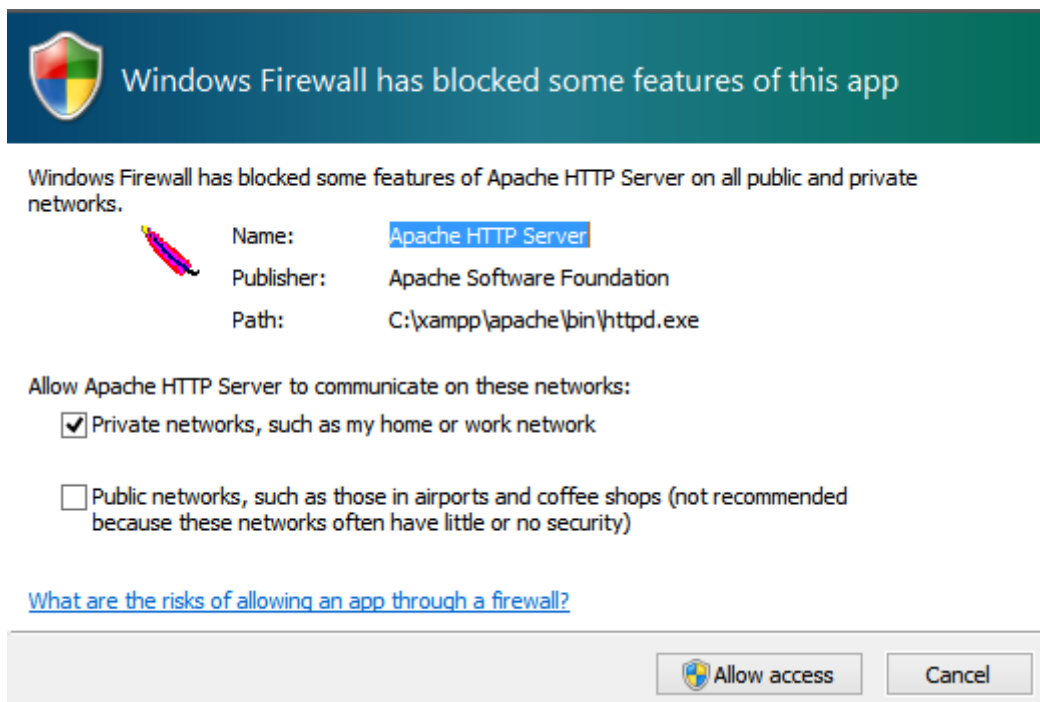 Windows Firewall has blocked some features of this app
Windows Firewall has blocked some features of Apache HTTP Server on all public and private
networks.
Name: Apache HTTP Server
Publisher: Apache Software Foundation
Path: C:\xampp\apache\bin\httpd.exe
Allow Apache HTTP Server to communicate on these networks:
Private networks, such as my home or work network
Public networks, such as those in airports and coffee shops (not recommended
because these networks often have little or no security)
What are the risks of allowing an app through a firewall?
Allow access Cancel